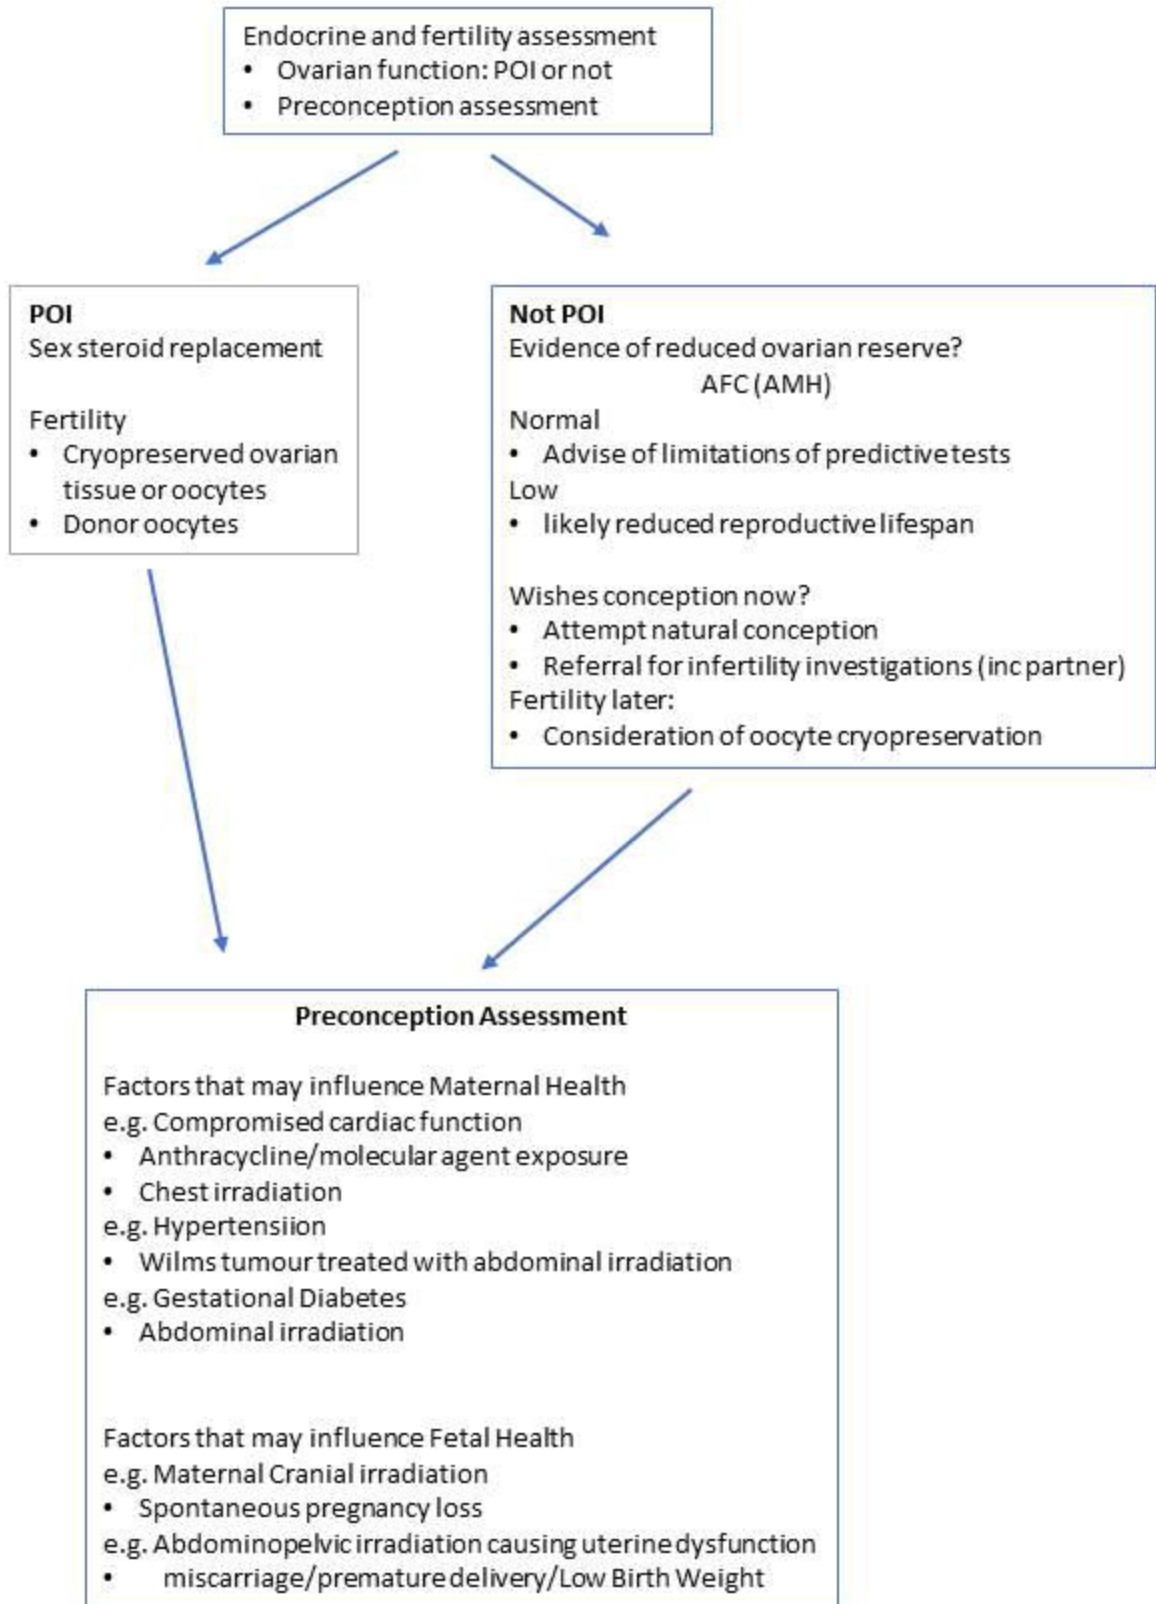 Endocrine and fertility assessment
• Ovarian function: POI or not
• Preconception assessment
POI
Sex steroid replacement
Fertility
• Cryopreserved ovarian
tissue or oocytes
• Donor oocytes
Not POI
Evidence of reduced ovarian reserve?
AFC (AMH)
Normal
• Advise of limitations of predictive tests
Low
• likely reduced reproductive lifespan
Wishes conception now?
• Attempt natural conception
• Referral for infertility investigations (inc partner)
Fertility later:
• Consideration of oocyte cryopreservation
Preconception Assessment
Factors that may influence Maternal Health
e.g. Compromised cardiac function
• Anthracycline/molecular agent exposure
• Chest irradiation
e.g. Hypertensiion
• Wilms tumour treated with abdominal irradiation
e.g. Gestational Diabetes
• Abdominal irradiation
Factors that may influence Fetal Health
e.g. Maternal Cranial irradiation
• Spontaneous pregnancy loss
e.g. Abdominopelvic irradiation causing uterine dysfunction
• miscarriage/premature delivery/Low Birth Weight